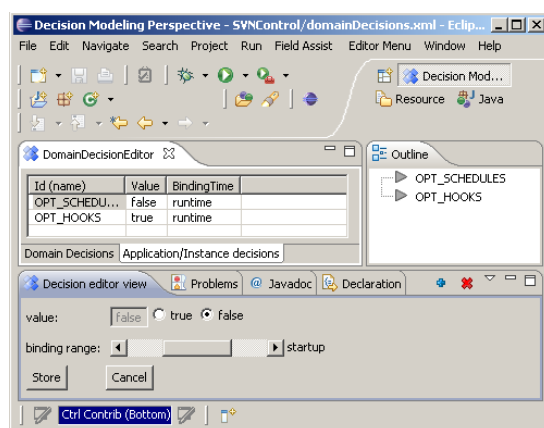 Decision Modeling Perspective - SVNControl/domainDecisions.xml - Eclip...
File Edit Navigate Search Project Run Field Assist Editor Menu Window Help
Decision Mod...
Resource Java
DomainDecisionEditor
Outline
Id (name) Value BindingTime
OPT_SCHEDU... false runtime
OPT_HOOKS true runtime
OPT_SCHEDULES
OPT_HOOKS
Domain Decisions Application/Instance decisions
Decision editor view Problems @ Javadoc Declaration
value: false true false
binding range: startup
Store Cancel
Ctrl Contrib (Bottom)